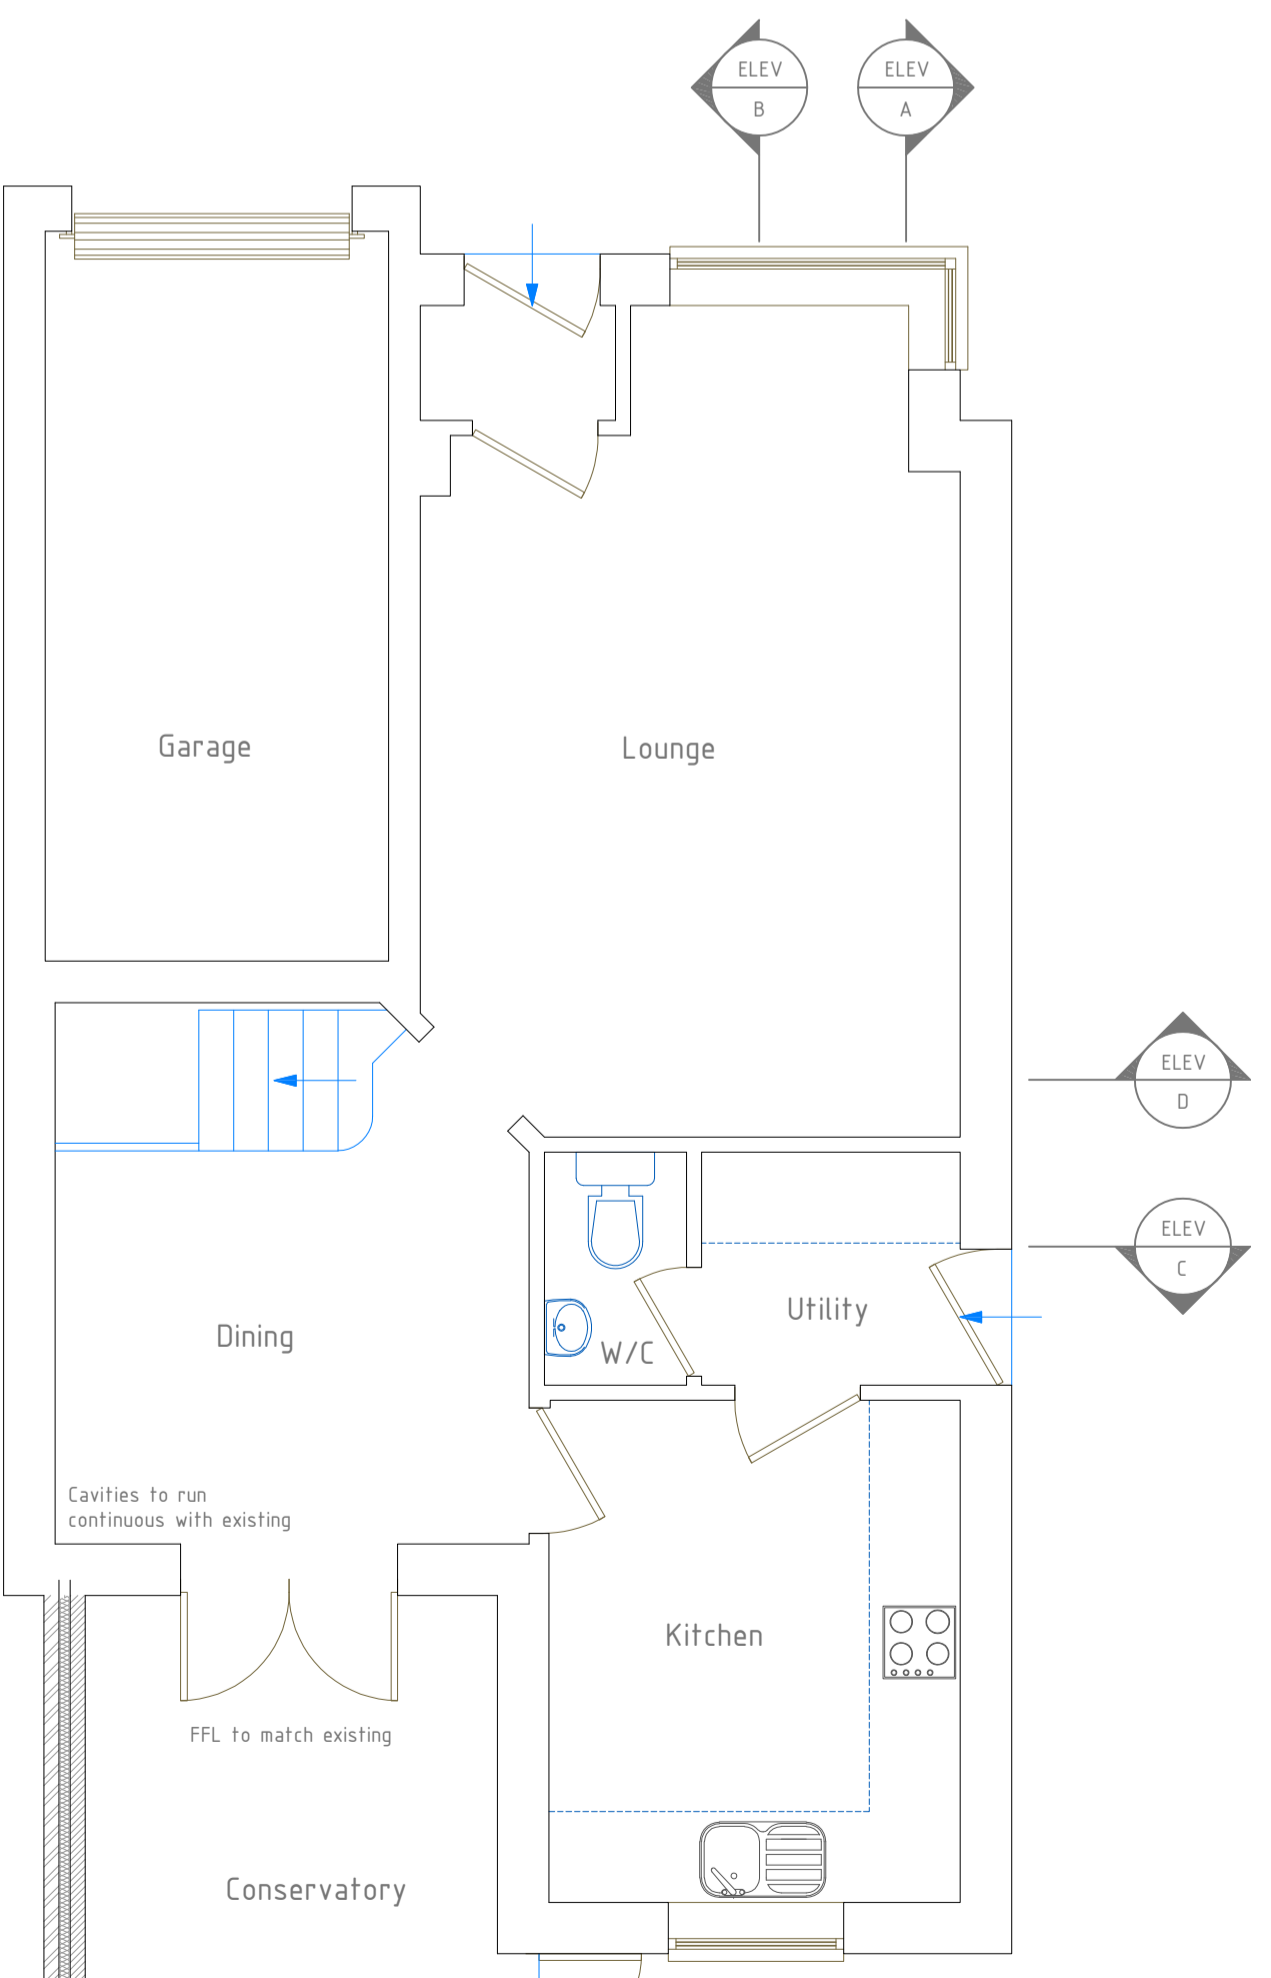 ELEV
B
ELEV
A
Garage
Lounge
ELEV
D
ELEV
C
Utility
Dining
W/C
Cavities to run
continuous with existing
Kitchen
FFL to match existing
Conservatory